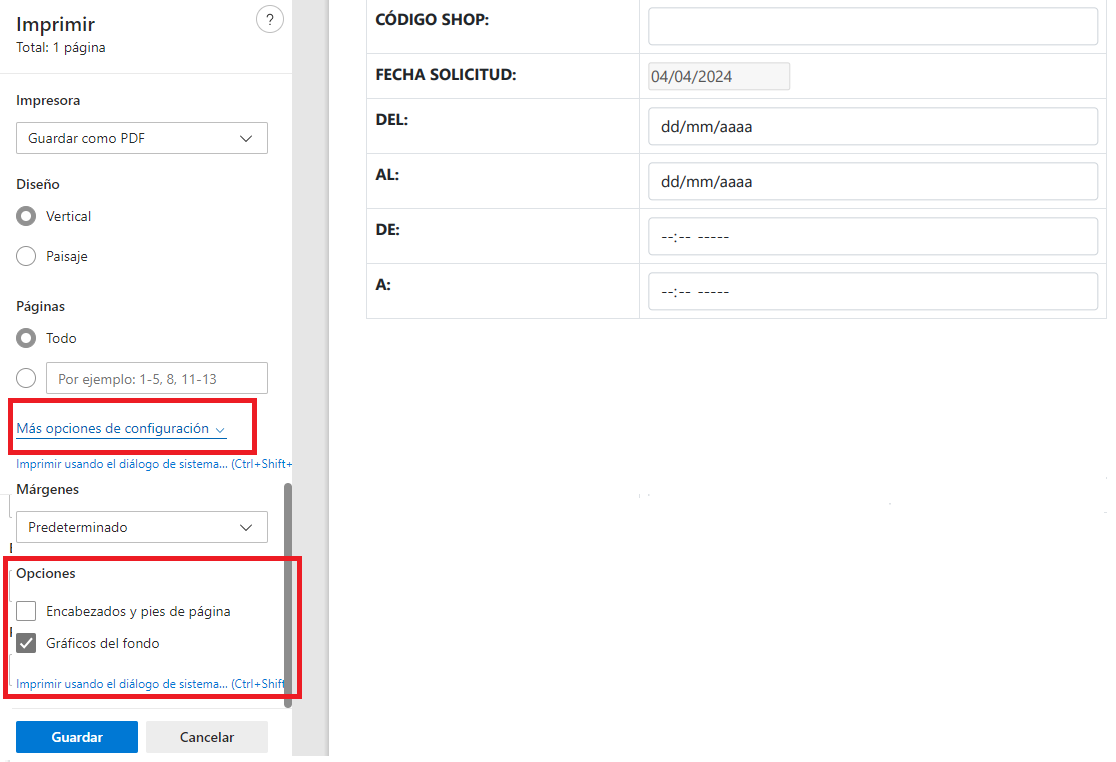 Imprimir
?
Total: 1 página
Impresora
Guardar como PDF
Diseño
Vertical
Paisaje
Páginas
Todo
Por ejemplo: 1-5, 8, 11-13
Más opciones de configuración
Imprimir usando el diálogo de sistema... (Ctrl+Shift+
Márgenes
Predeterminado
Opciones
Encabezados y pies de página
Gráficos del fondo
Imprimir usando el diálogo de sistema... (Ctrl+Shift
Guardar
Cancelar
CÓDIGO SHOP:
FECHA SOLICITUD:
04/04/2024
DEL:
dd/mm/aaaa
AL:
dd/mm/aaaa
DE:
--:-- -----
A:
--:-- -----